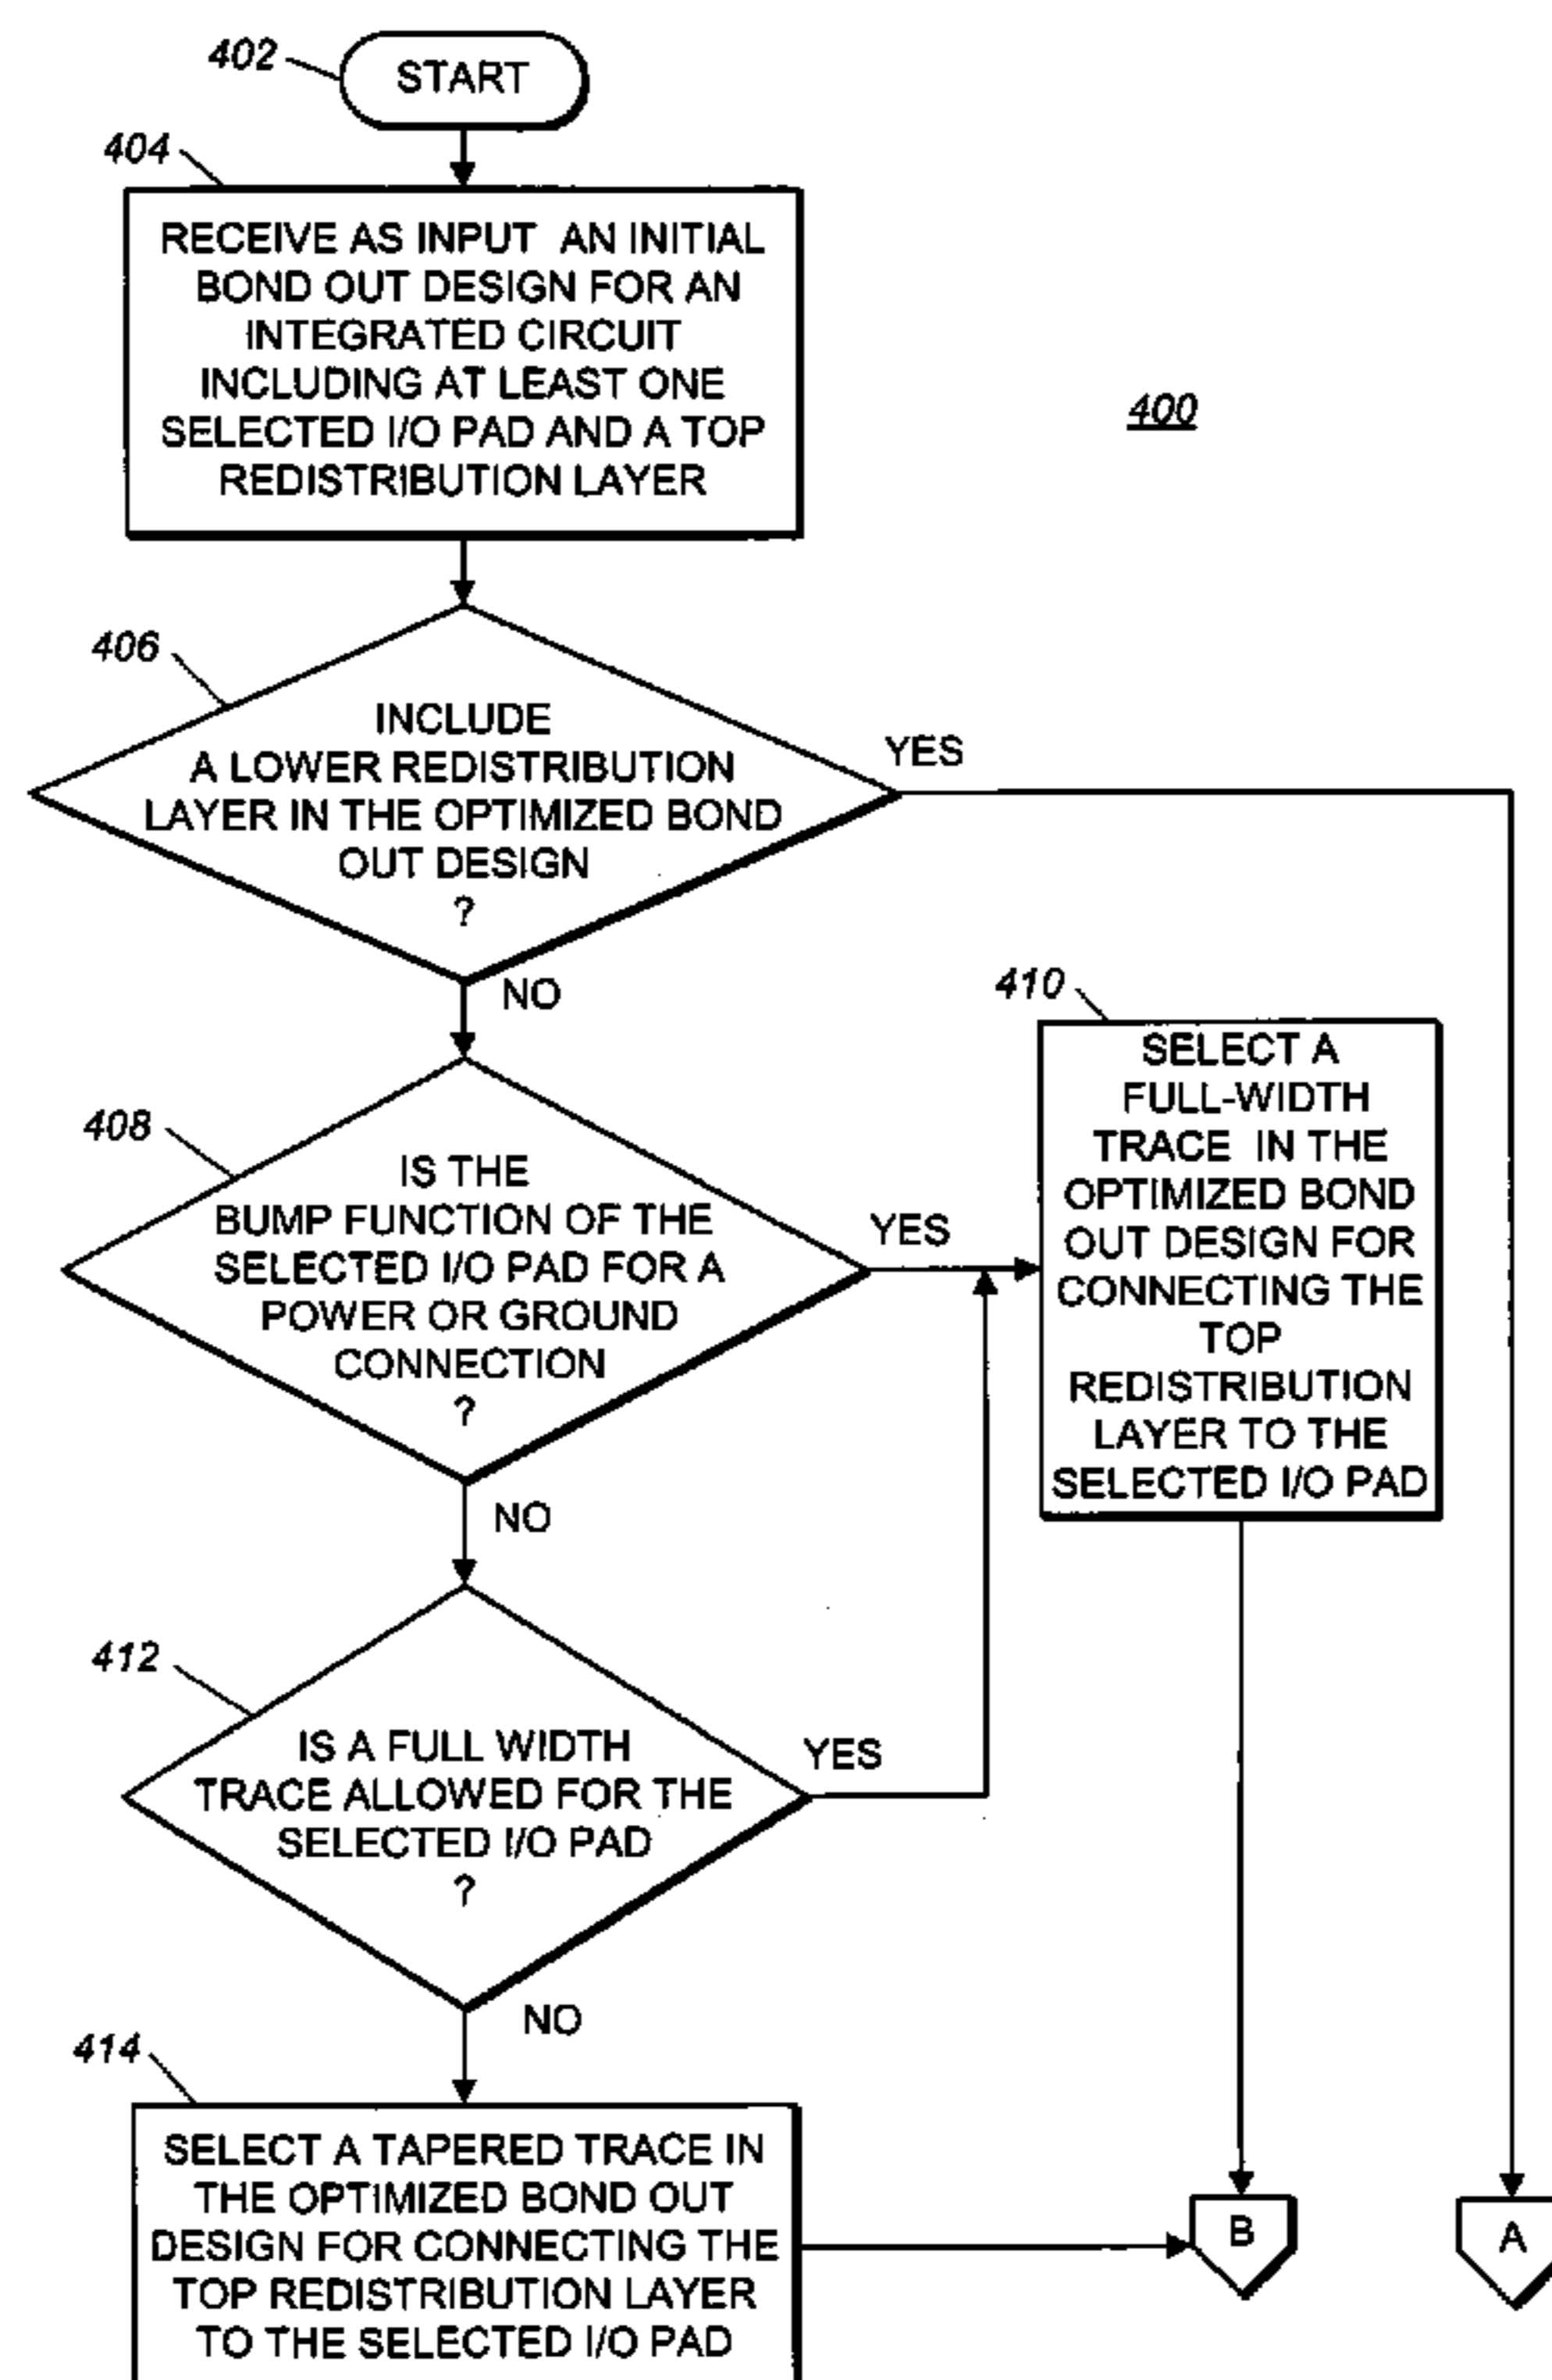 402
START
404
RECEIVE AS INPUT AN INITIAL
BOND OUT DESIGN FOR AN
INTEGRATED CIRCUIT
INCLUDING AT LEAST ONE
SELECTED I/O PAD AND A TOP
REDISTRIBUTION LAYER
400
406
INCLUDE
A LOWER REDISTRIBUTION
LAYER IN THE OPTIMIZED BOND
OUT DESIGN
?
YES
NO
408
IS THE
BUMP FUNCTION OF THE
SELECTED I/O PAD FOR A
POWER OR GROUND
CONNECTION
?
YES
NO
410
SELECT A
FULL-WIDTH
TRACE IN THE
OPTIMIZED BOND
OUT DESIGN FOR
CONNECTING THE
TOP
REDISTRIBUTION
LAYER TO THE
SELECTED I/O PAD
412
IS A FULL WIDTH
TRACE ALLOWED FOR THE
SELECTED I/O PAD
?
YES
NO
414
SELECT A TAPERED TRACE IN
THE OPTIMIZED BOND OUT
DESIGN FOR CONNECTING THE
TOP REDISTRIBUTION LAYER
TO THE SELECTED I/O PAD
B
A